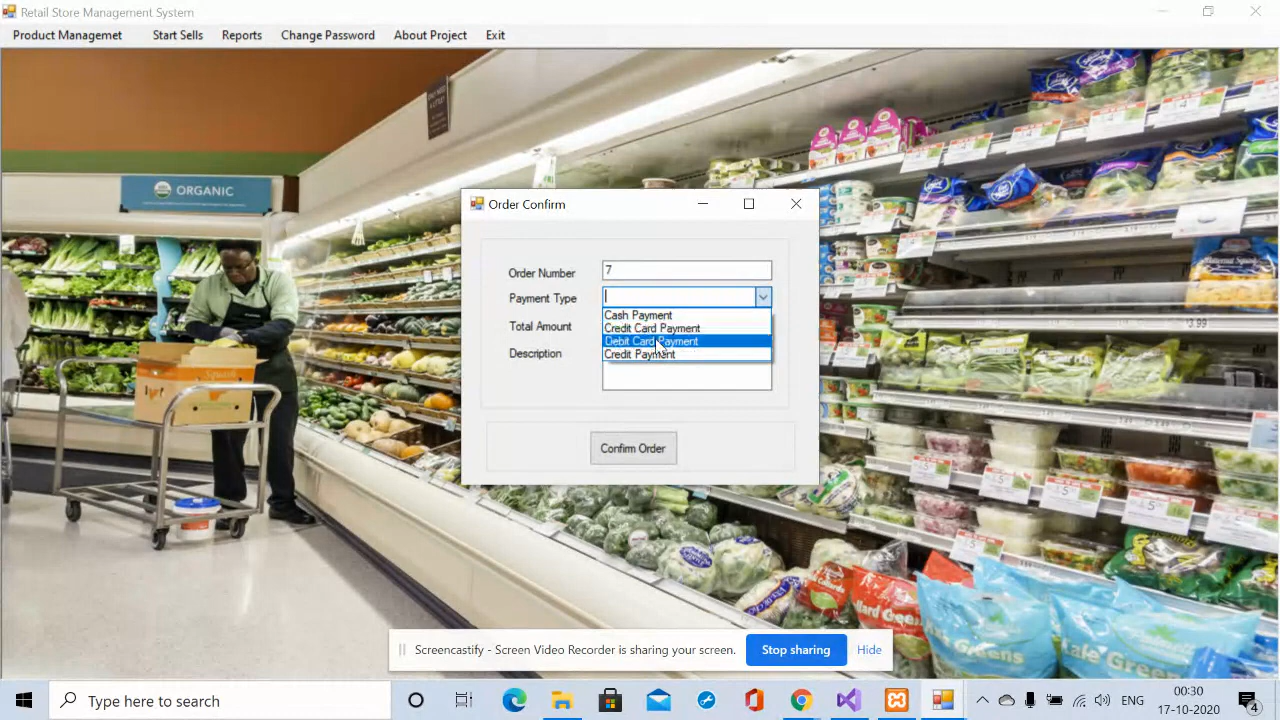 Retail Store Management System
Product Managemet Start Sells Reports Change Password About Project Exit
ORGANIC
Order Confirm
Order Number 7
Payment Type
Cash Payment
Credit Card Payment
Debit Card Payment
Credit Payment
Total Amount
Description
Confirm Order
3.99
Screencastify - Screen Video Recorder is sharing your screen. Stop sharing Hide
Type here to search
ENG
00:30
17-10-2020
4